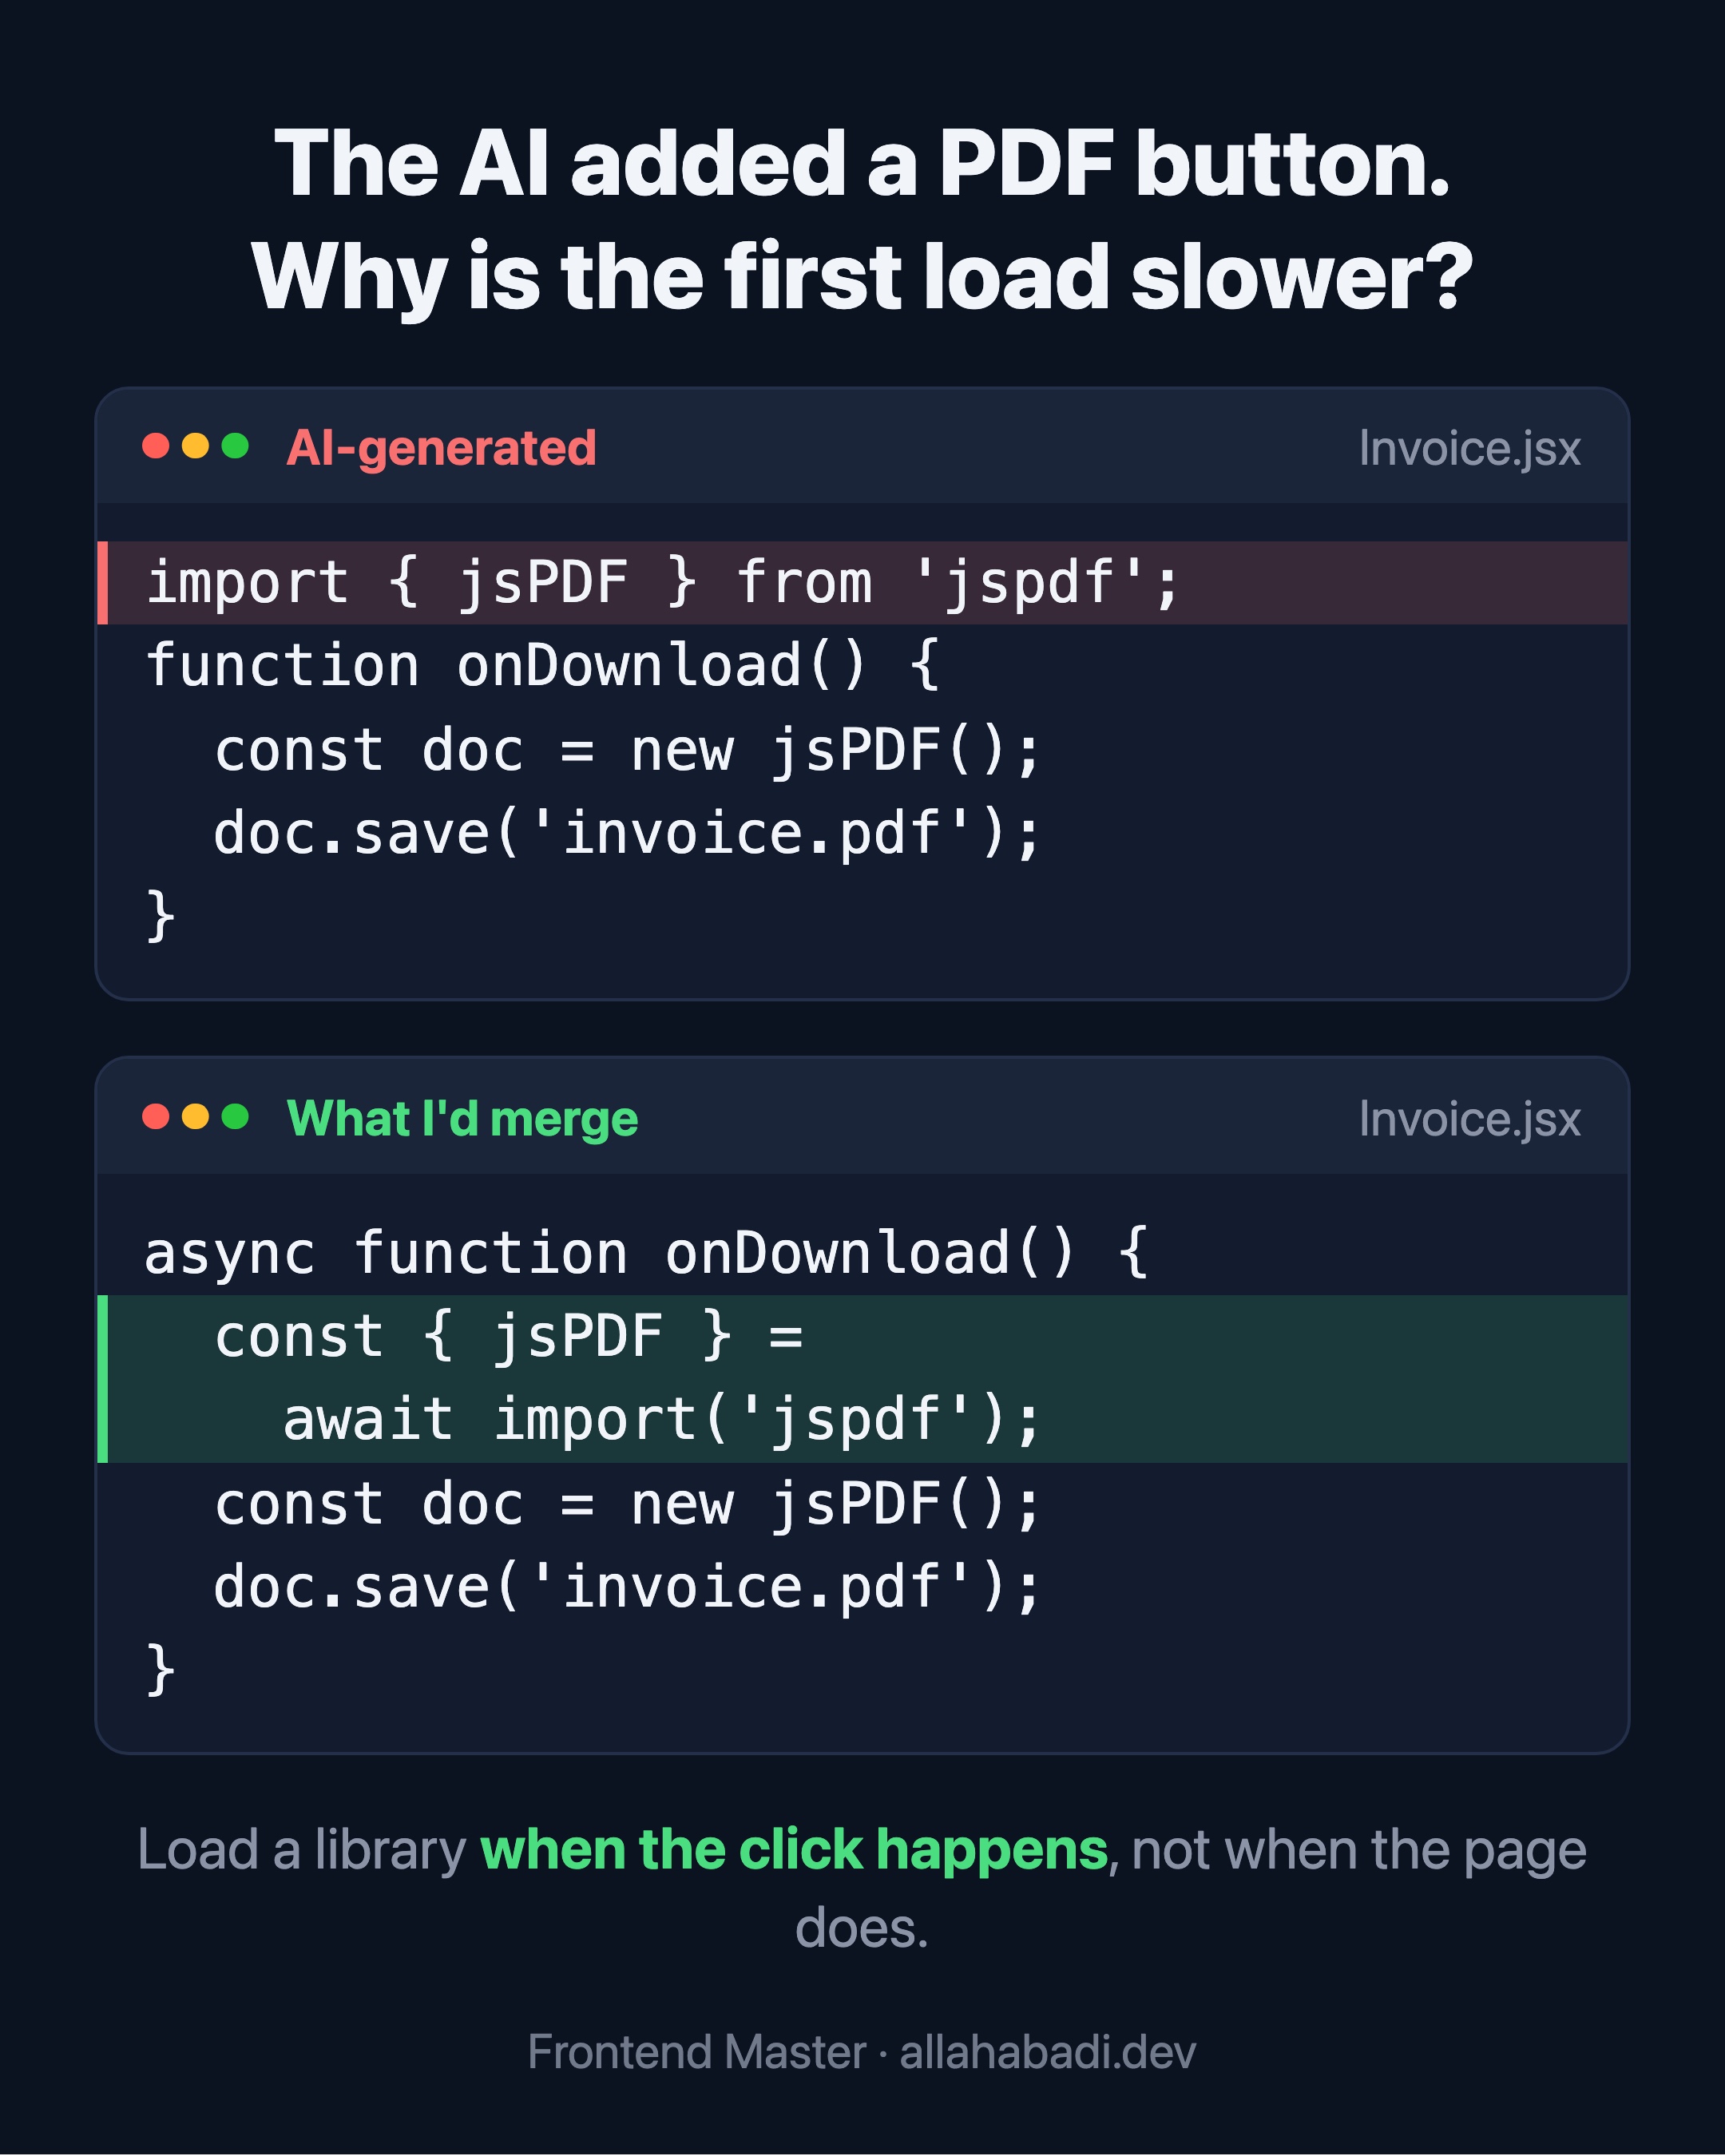 The AI added a PDF button.
Why is the first load slower?
AI-generated
Invoice.jsx
import { jsPDF } from 'jspdf';
function onDownload() {
  const doc = new jsPDF();
  doc.save('invoice.pdf');
}
What I'd merge
Invoice.jsx
async function onDownload() {
  const { jsPDF } =
    await import('jspdf');
  const doc = new jsPDF();
  doc.save('invoice.pdf');
}
Load a library when the click happens, not when the page
does.
Frontend Master · allahabadi.dev